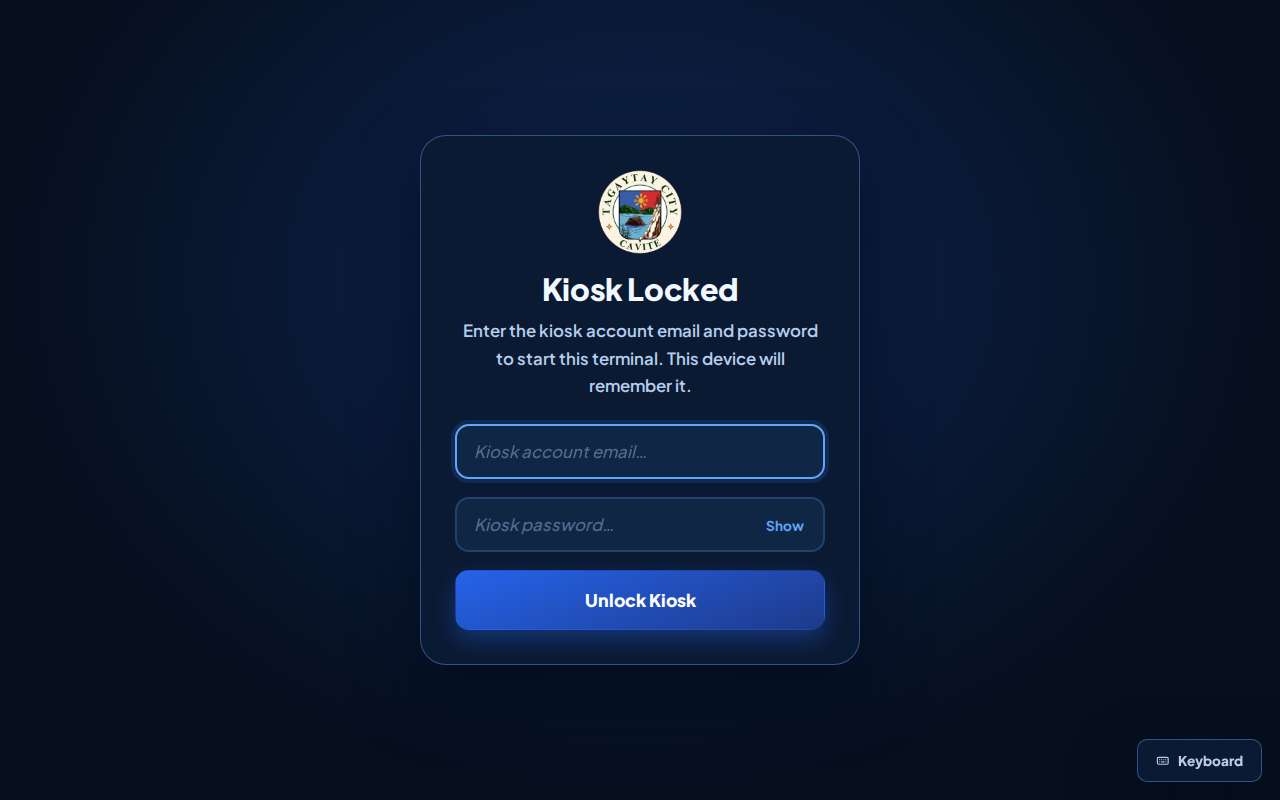 TAGAYTAY CITY
CAVITE
Kiosk Locked
Enter the kiosk account email and password
to start this terminal. This device will
remember it.
Kiosk account email...
Kiosk password...
Show
Unlock Kiosk
Keyboard